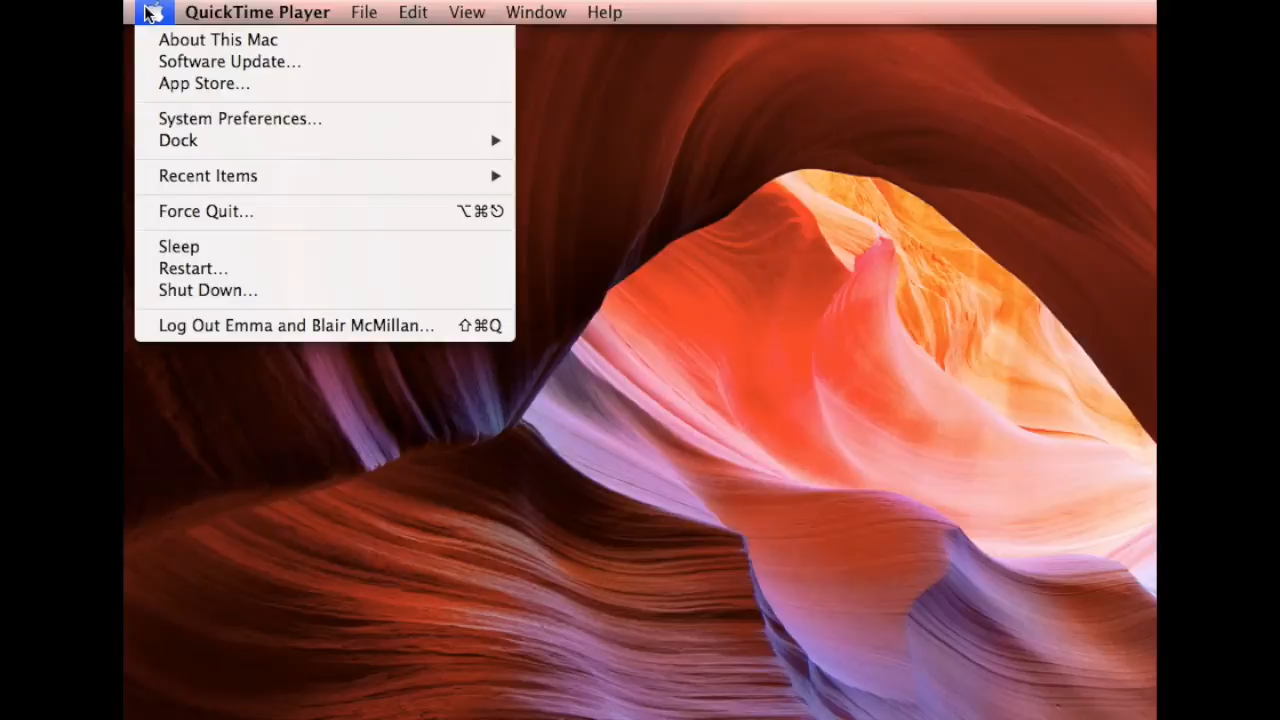 QuickTime Player File Edit View Window Help
About This Mac
Software Update...
App Store...
System Preferences...
Dock ▶
Recent Items ▶
Force Quit... ⌥⌘⎋
Sleep
Restart...
Shut Down...
Log Out Emma and Blair McMillan... ⇧⌘Q